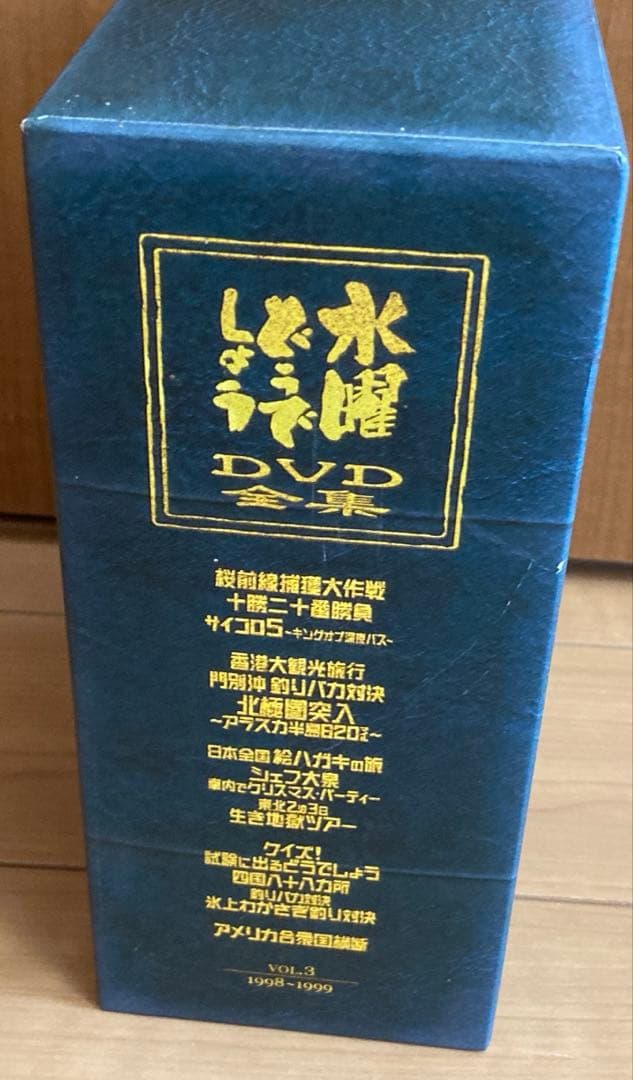 水曜
どうで
しょう
DVD
全集
桜前線捕獲大作戦
十勝二十番勝負
サイコロ5~キングオブ深夜バス~
香港大観光旅行
門別沖 釣りバカ対決
北極圏突入
~アラスカ半島620マイル~
日本全国 絵ハガキの旅
シェフ大泉
車内でクリスマス・パーティー
東北2泊3日
生き地獄ツアー
クイズ!
試験に出るどうでしょう
四国八十八カ所
釣りバカ対決
氷上わかさぎ釣り対決
アメリカ合衆国横断
VOL.3
1998~1999